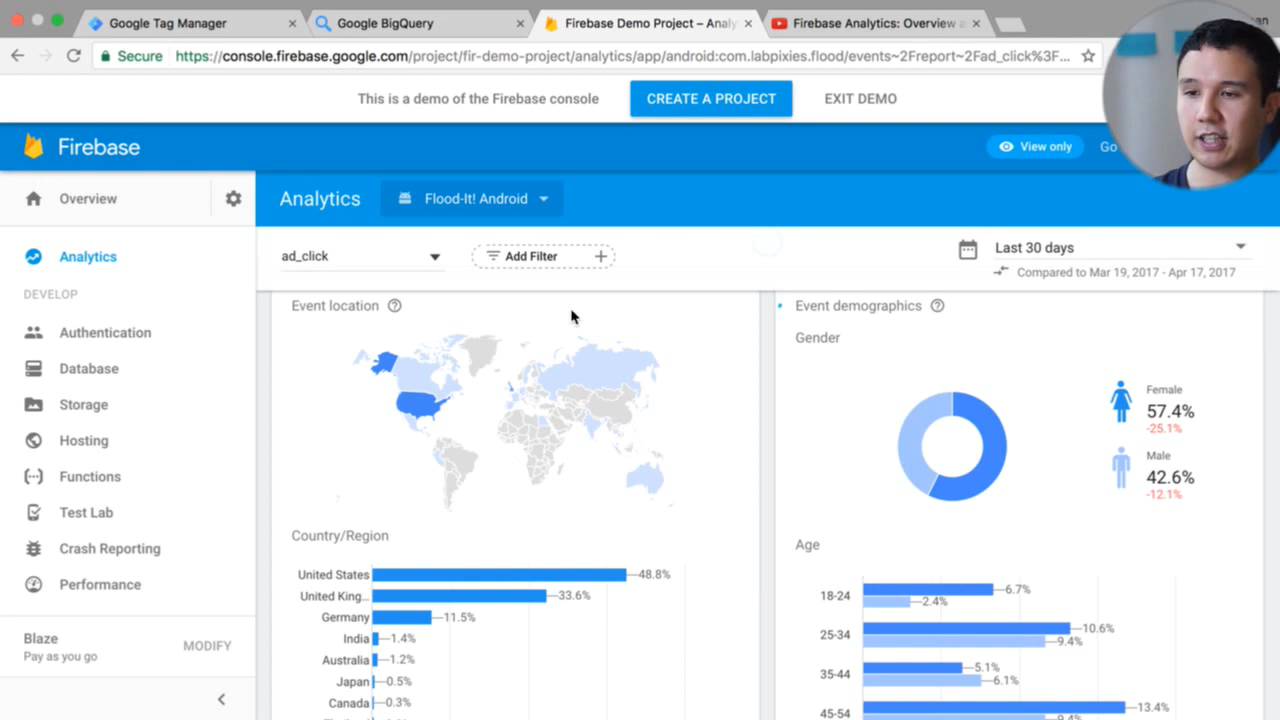 Google Tag Manager
Google BigQuery
Firebase Demo Project – Analy
Firebase Analytics: Overview a
Secure
https://console.firebase.google.com/project/fir-demo-project/analytics/app/android:com.labpixies.flood/events~2Freport~2Fad_click%3F...
This is a demo of the Firebase console
CREATE A PROJECT
EXIT DEMO
Firebase
View only
Go
Overview
Analytics
Flood-It! Android
Analytics
ad_click
Add Filter
Last 30 days
Compared to Mar 19, 2017 - Apr 17, 2017
DEVELOP
Authentication
Database
Storage
Hosting
Functions
Test Lab
Crash Reporting
Performance
Blaze
Pay as you go
MODIFY
Event location
Country/Region
United States 48.8%
United King... 33.6%
Germany 11.5%
India 1.4%
Australia 1.2%
Japan 0.5%
Canada 0.3%
Event demographics
Gender
Female
57.4%
-25.1%
Male
42.6%
-12.1%
Age
18-24 6.7%
2.4%
25-34 10.6%
9.4%
35-44 5.1%
6.1%
45-54 13.4%
9.4%